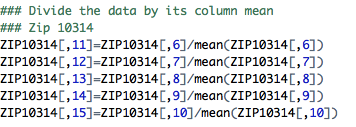 ### Divide the data by its column mean
### Zip 10314
ZIP10314[,11]=ZIP10314[,6]/mean(ZIP10314[,6])
ZIP10314[,12]=ZIP10314[,7]/mean(ZIP10314[,7])
ZIP10314[,13]=ZIP10314[,8]/mean(ZIP10314[,8])
ZIP10314[,14]=ZIP10314[,9]/mean(ZIP10314[,9])
ZIP10314[,15]=ZIP10314[,10]/mean(ZIP10314[,10])